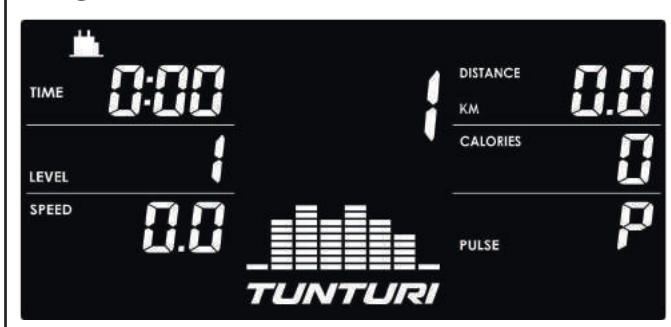 TIME 0:00
LEVEL 1
SPEED 0.0
1
TUNTURI
DISTANCE
KM 0.0
CALORIES 0
PULSE P